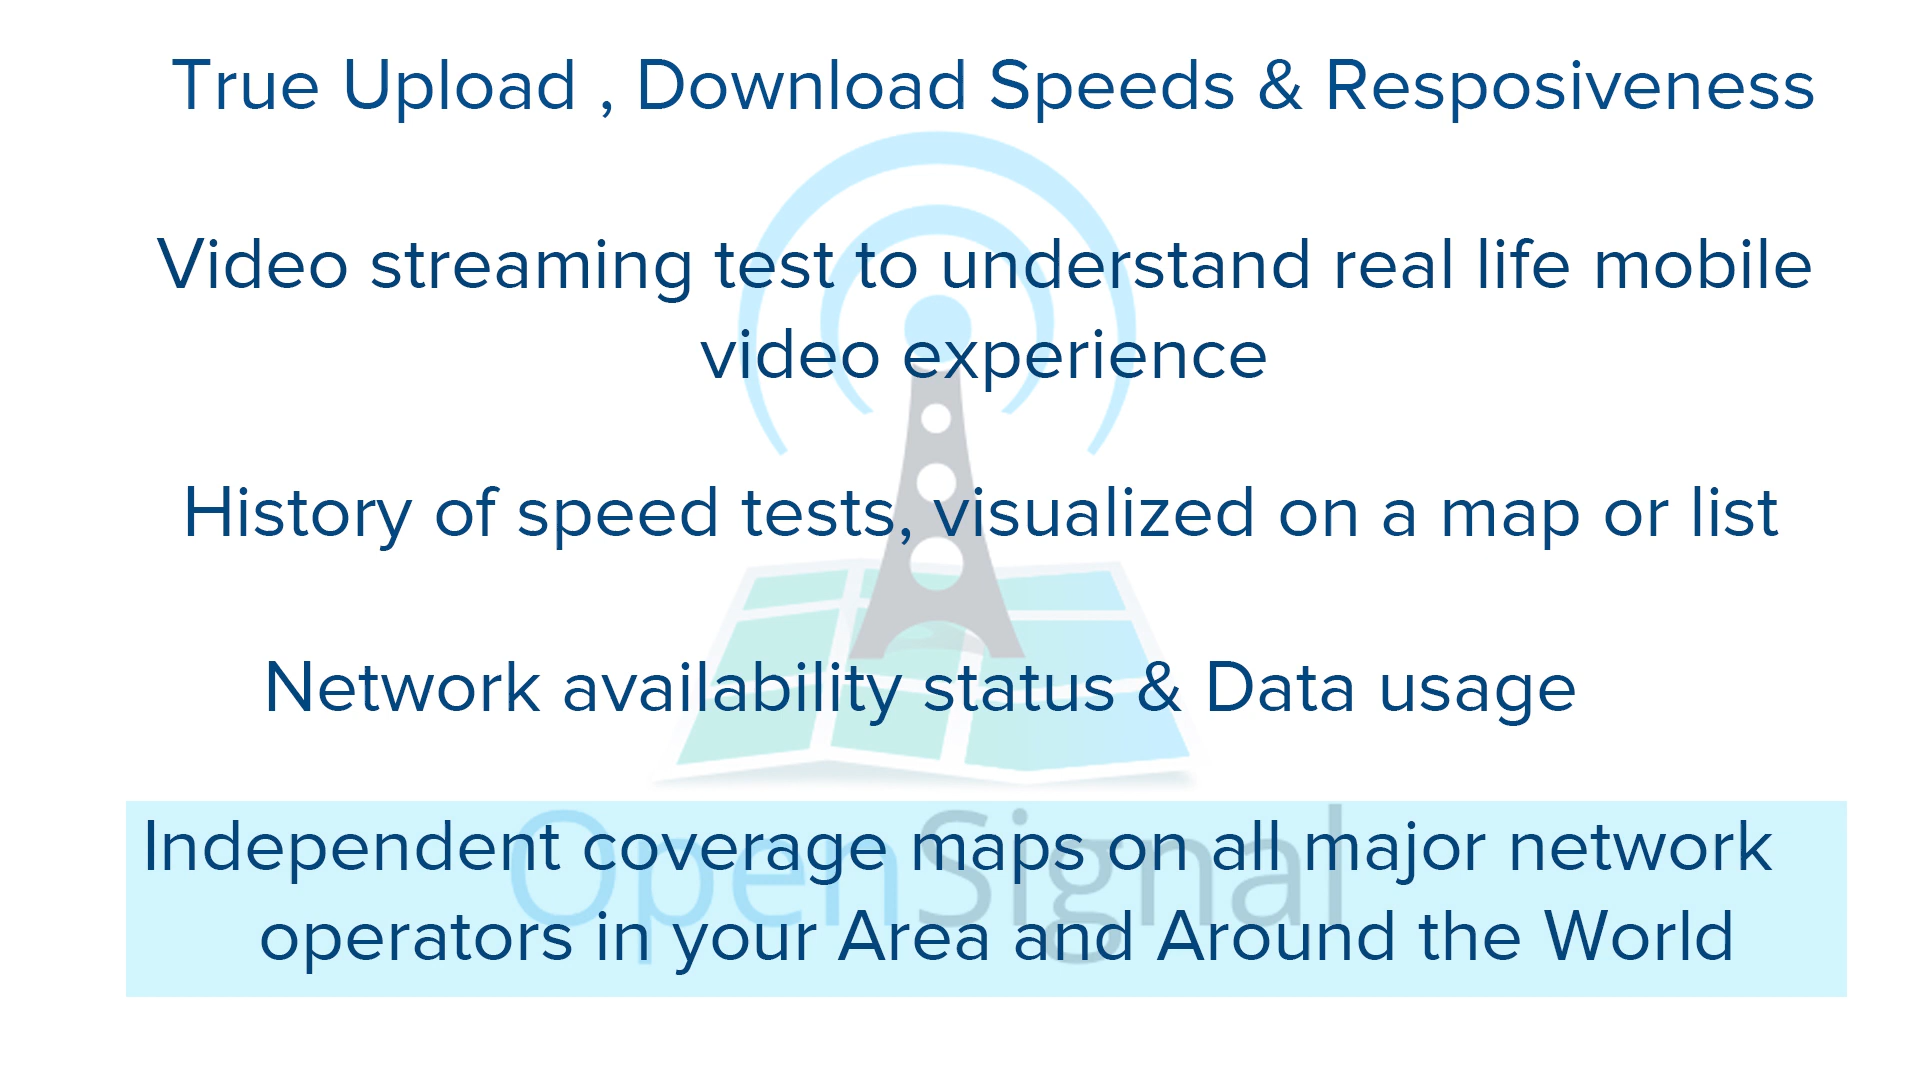 True Upload , Download Speeds & Resposiveness
Video streaming test to understand real life mobile
video experience
History of speed tests, visualized on a map or list
Network availability status & Data usage
Independent coverage maps on all major network
operators in your Area and Around the World
OpenSignal